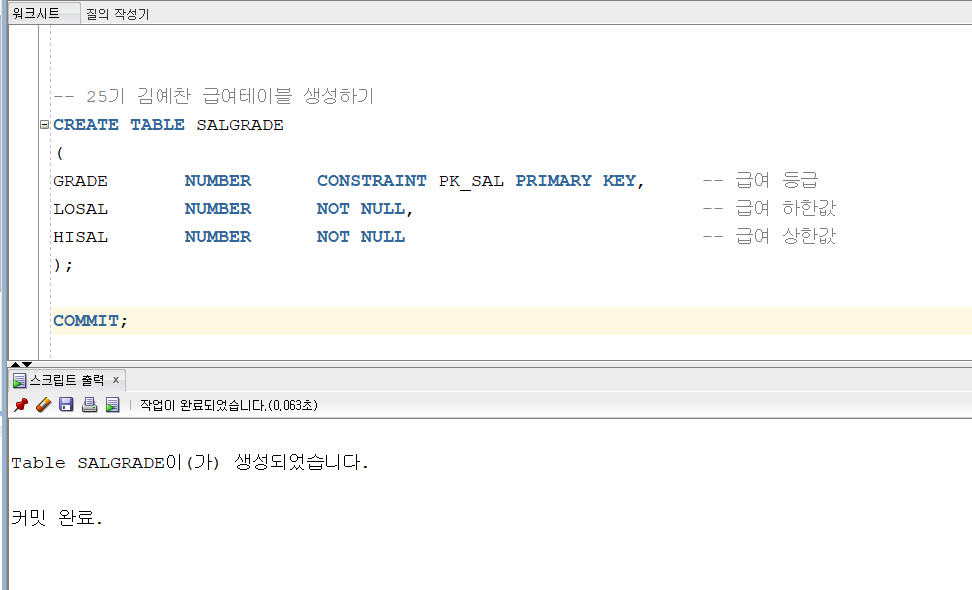 워크시트 질의 작성기
-- 25기 김예찬 급여테이블 생성하기
CREATE TABLE SALGRADE
(
GRADE NUMBER CONSTRAINT PK_SAL PRIMARY KEY, -- 급여 등급
LOSAL NUMBER NOT NULL, -- 급여 하한값
HISAL NUMBER NOT NULL -- 급여 상한값
);
COMMIT;
스크립트 출력 x
작업이 완료되었습니다.(0.063초)
Table SALGRADE이(가) 생성되었습니다.
커밋 완료.